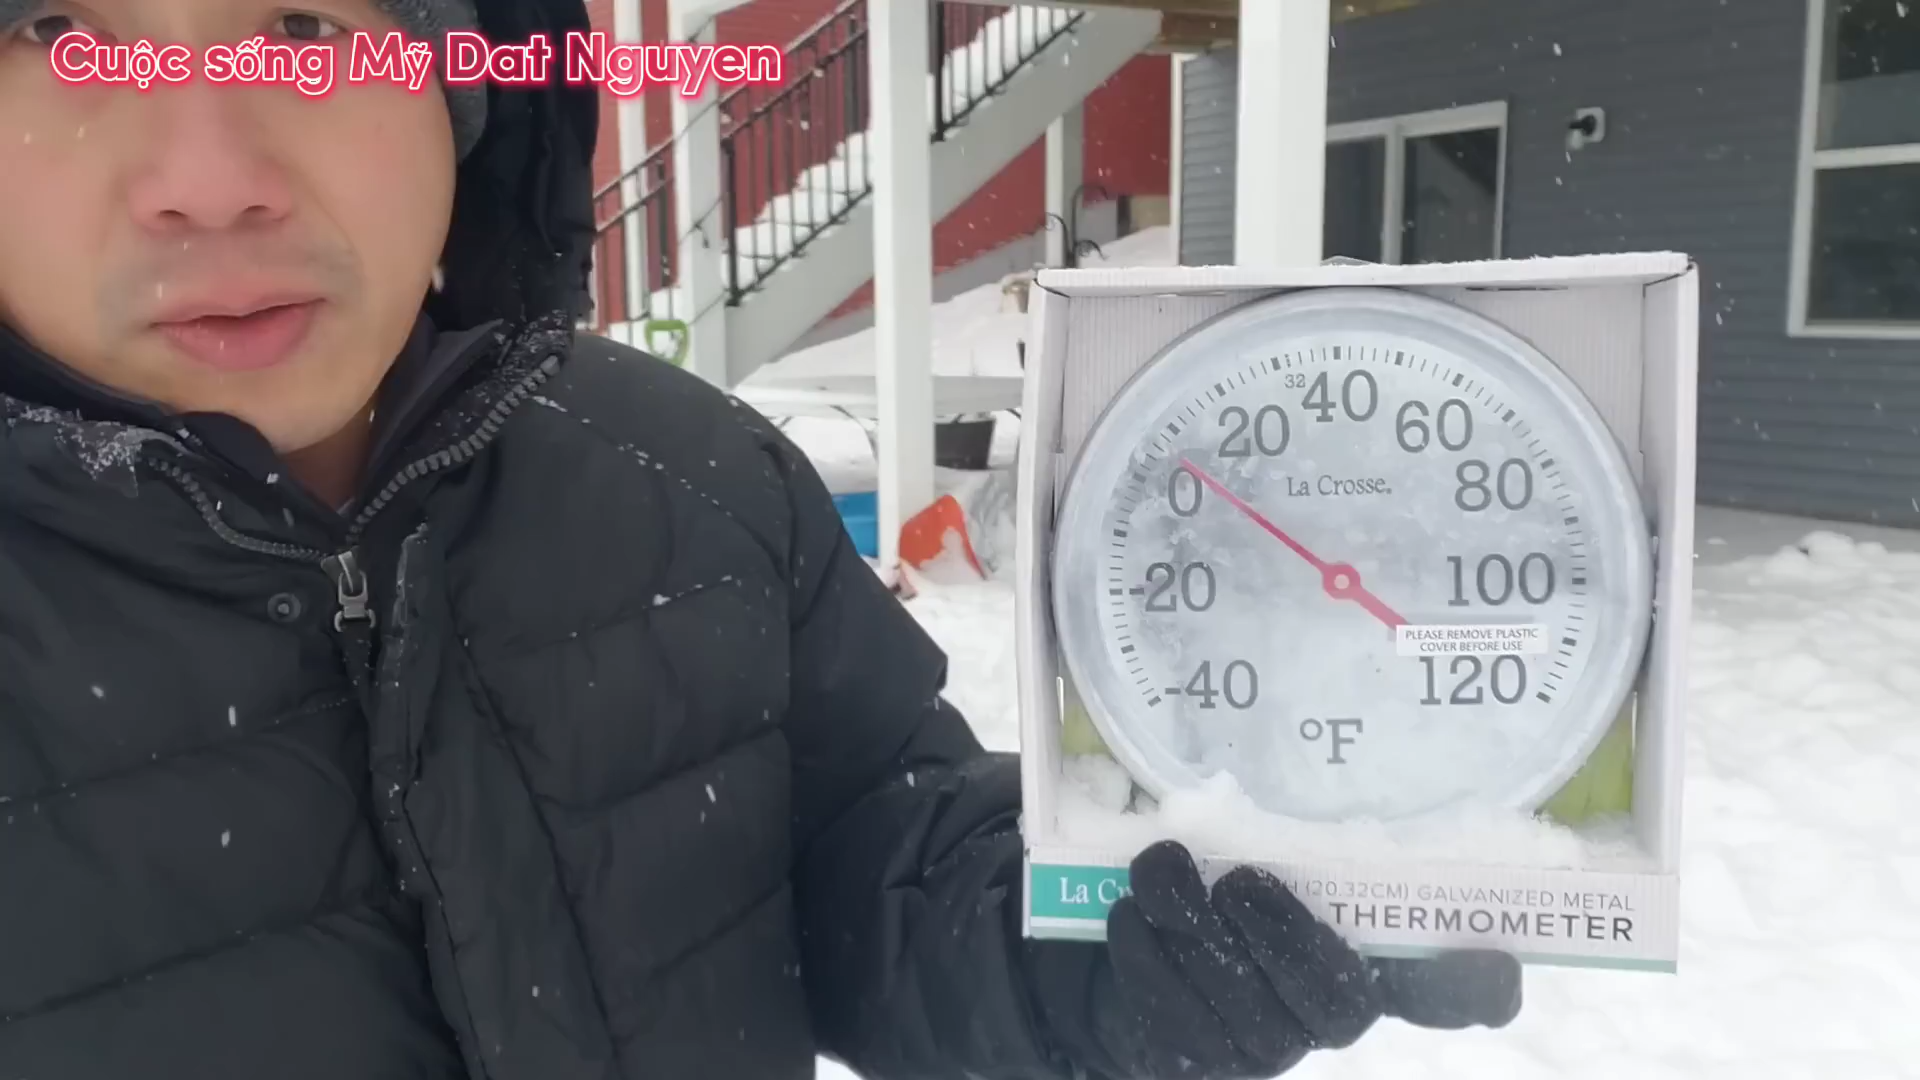 Cuộc sống Mỹ Dat Nguyen
32
40
20
60
80
La Crosse
0
100
-20
PLEASE REMOVE PLASTIC
COVER BEFORE USE
-40
120
°F
La
(20.32CM) GALVANIZED METAL
THERMOMETER